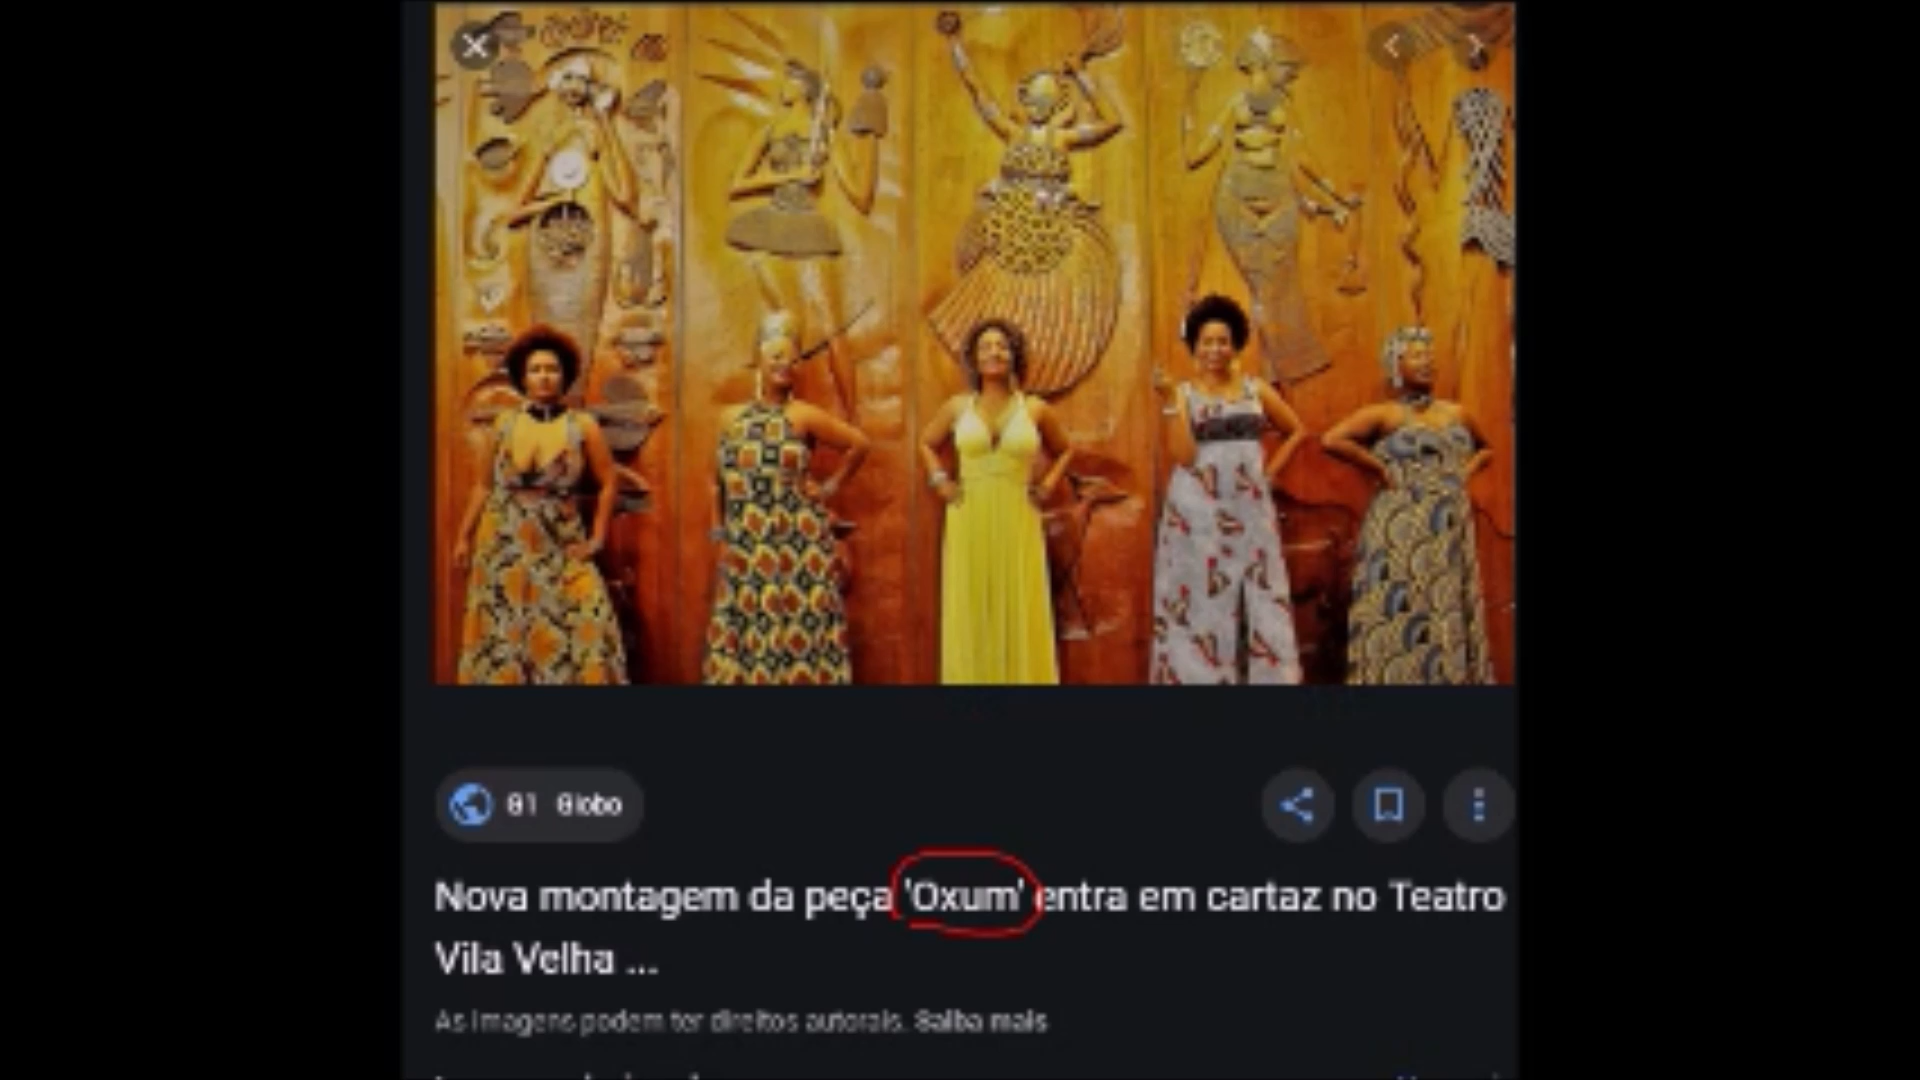 G1 Globo
Nova montagem da peça 'Oxum' entra em cartaz no Teatro
Vila Velha ...
As imagens podem ter direitos autorais. Saiba mais